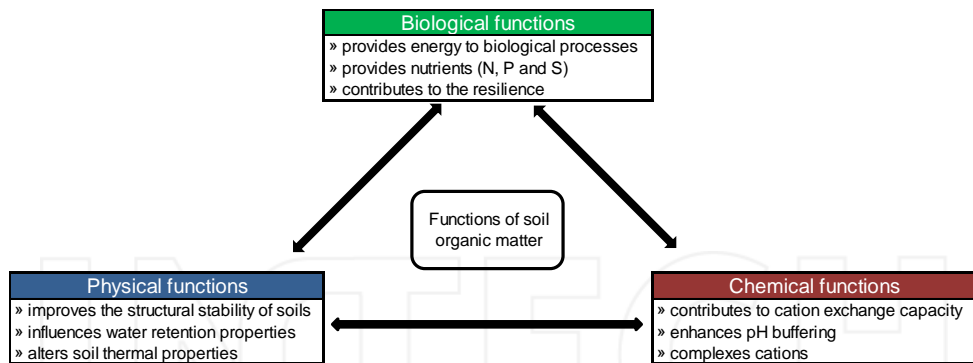 Biological functions
» provides energy to biological processes
» provides nutrients (N, P and S)
» contributes to the resilience
Functions of soil
organic matter
Physical functions
» improves the structural stability of soils
» influences water retention properties
» alters soil thermal properties
Chemical functions
» contributes to cation exchange capacity
» enhances pH buffering
» complexes cations